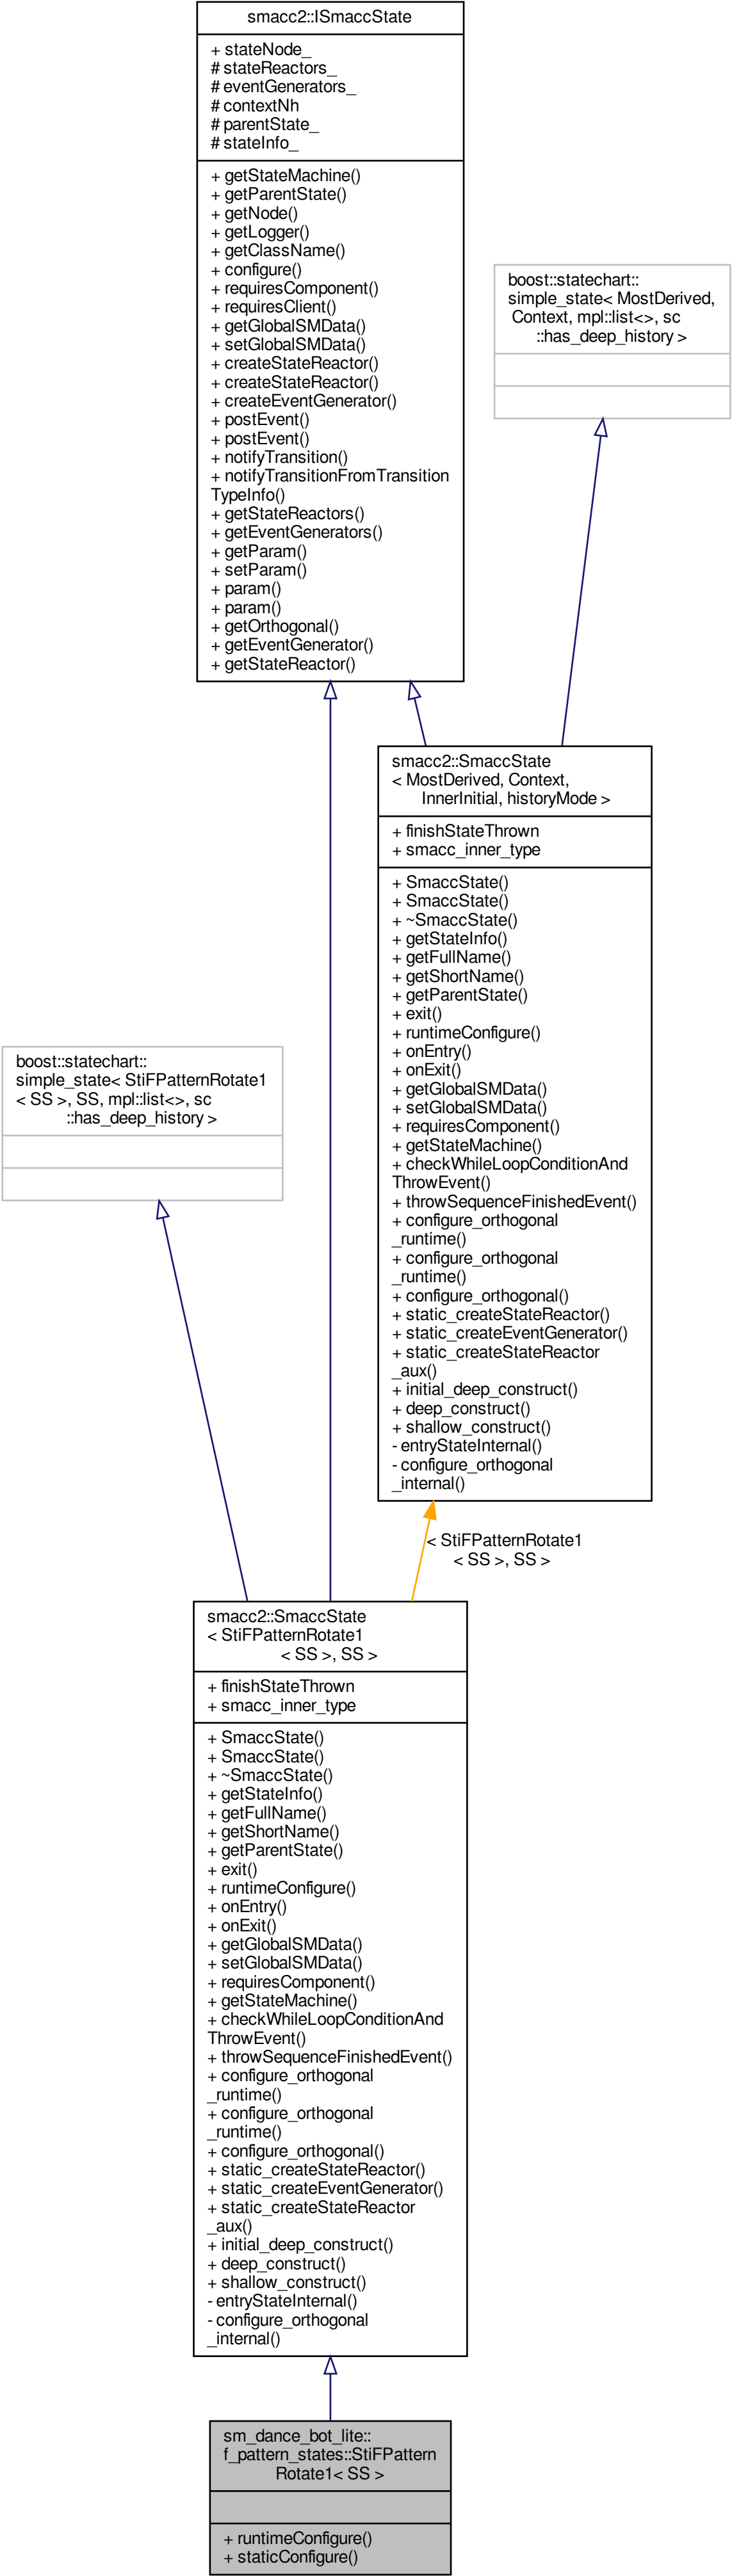 smacc2::ISmaccState
+ stateNode_
# stateReactors_
# eventGenerators_
# contextNh
# parentState_
# stateInfo_
+ getStateMachine()
+ getParentState()
+ getNode()
+ getLogger()
+ getClassName()
+ configure()
+ requiresComponent()
+ requiresClient()
+ getGlobalSMData()
+ setGlobalSMData()
+ createStateReactor()
+ createStateReactor()
+ createEventGenerator()
+ postEvent()
+ postEvent()
+ notifyTransition()
+ notifyTransitionFromTransition
TypeInfo()
+ getStateReactors()
+ getEventGenerators()
+ getParam()
+ setParam()
+ param()
+ param()
+ getOrthogonal()
+ getEventGenerator()
+ getStateReactor()
boost::statechart::
simple_state< MostDerived,
Context, mpl::list<>, sc
::has_deep_history >
smacc2::SmaccState
< MostDerived, Context,
InnerInitial, historyMode >
+ finishStateThrown
+ smacc_inner_type
+ SmaccState()
+ SmaccState()
+ ~SmaccState()
+ getStateInfo()
+ getFullName()
+ getShortName()
+ getParentState()
+ exit()
+ runtimeConfigure()
+ onEntry()
+ onExit()
+ getGlobalSMData()
+ setGlobalSMData()
+ requiresComponent()
+ getStateMachine()
+ checkWhileLoopConditionAnd
ThrowEvent()
+ throwSequenceFinishedEvent()
+ configure_orthogonal
_runtime()
+ configure_orthogonal
_runtime()
+ configure_orthogonal()
+ static_createStateReactor()
+ static_createEventGenerator()
+ static_createStateReactor
_aux()
+ initial_deep_construct()
+ deep_construct()
+ shallow_construct()
- entryStateInternal()
- configure_orthogonal
_internal()
boost::statechart::
simple_state< StiFPatternRotate1
< SS >, SS, mpl::list<>, sc
::has_deep_history >
< StiFPatternRotate1
< SS >, SS >
smacc2::SmaccState
< StiFPatternRotate1
< SS >, SS >
+ finishStateThrown
+ smacc_inner_type
+ SmaccState()
+ SmaccState()
+ ~SmaccState()
+ getStateInfo()
+ getFullName()
+ getShortName()
+ getParentState()
+ exit()
+ runtimeConfigure()
+ onEntry()
+ onExit()
+ getGlobalSMData()
+ setGlobalSMData()
+ requiresComponent()
+ getStateMachine()
+ checkWhileLoopConditionAnd
ThrowEvent()
+ throwSequenceFinishedEvent()
+ configure_orthogonal
_runtime()
+ configure_orthogonal
_runtime()
+ configure_orthogonal()
+ static_createStateReactor()
+ static_createEventGenerator()
+ static_createStateReactor
_aux()
+ initial_deep_construct()
+ deep_construct()
+ shallow_construct()
- entryStateInternal()
- configure_orthogonal
_internal()
sm_dance_bot_lite::
f_pattern_states::StiFPattern
Rotate1< SS >
+ runtimeConfigure()
+ staticConfigure()